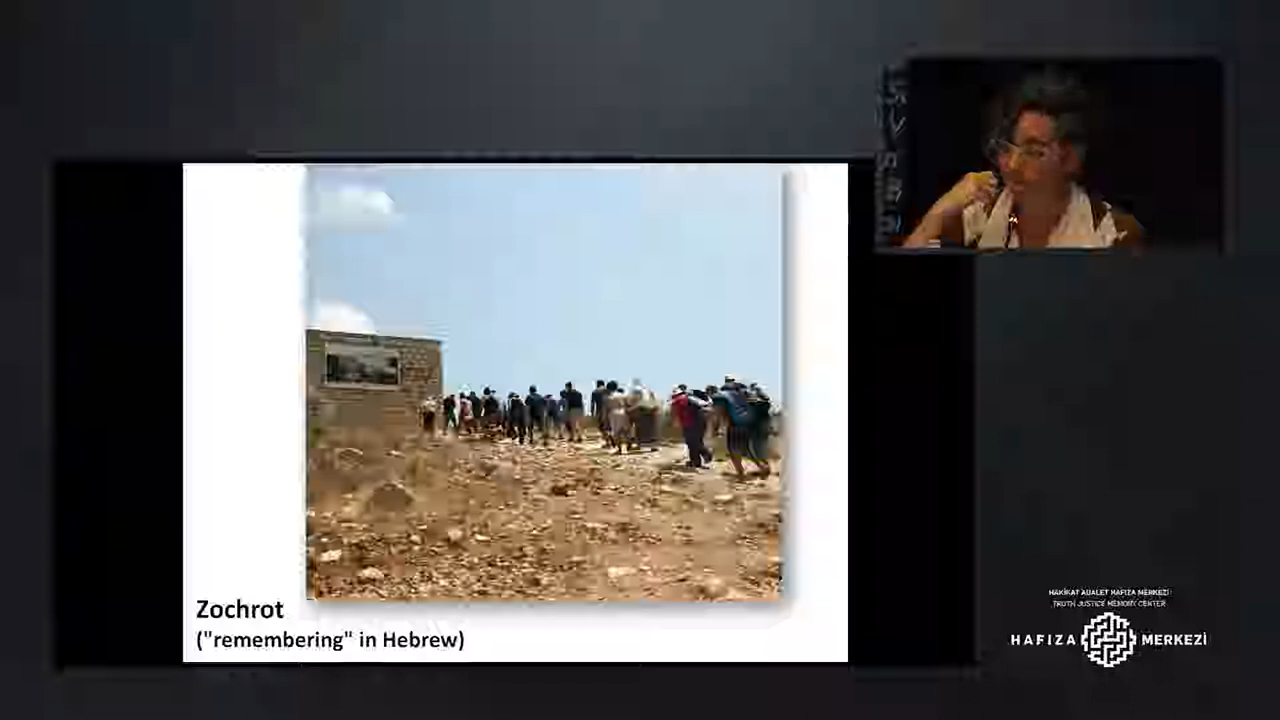 Zochrot
("remembering" in Hebrew)
HAKİKAT ADALET HAFIZA MERKEZİ
TRUTH JUSTICE MEMORY CENTER
HAFIZA MERKEZİ